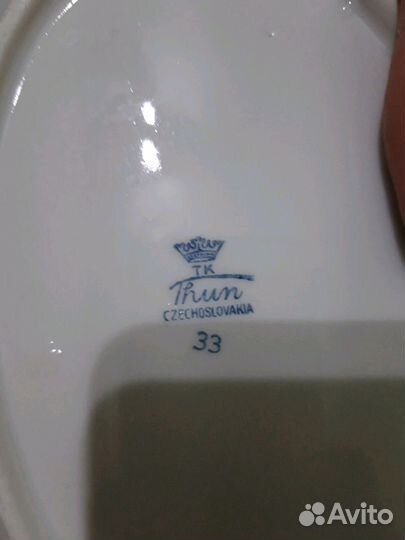 TK
Thun
CZECHOSLOVAKIA
33
Avito